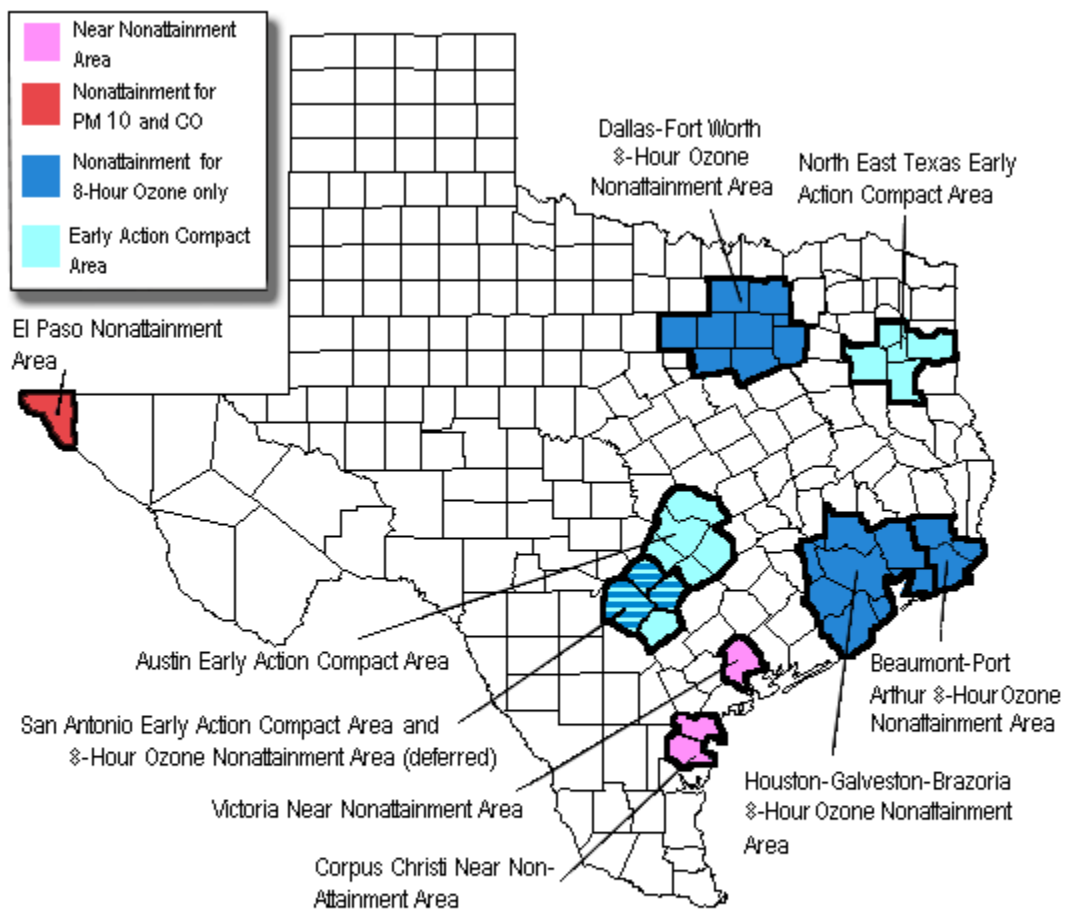 Near Nonattainment
Area
Nonattainment for
PM 10 and CO
Nonattainment for
8-Hour Ozone only
Early Action Compact
Area
Dallas-Fort Worth
8-Hour Ozone
Nonattainment Area
North East Texas Early
Action Compact Area
El Paso Nonattainment
Area
Austin Early Action Compact Area
San Antonio Early Action Compact Area and
8-Hour Ozone Nonattainment Area (deferred)
Victoria Near Nonattainment Area
Corpus Christi Near Non-
Attainment Area
Beaumont-Port
Arthur 8-Hour Ozone
Nonattainment Area
Houston-Galveston-Brazoria
8-Hour Ozone Nonattainment
Area